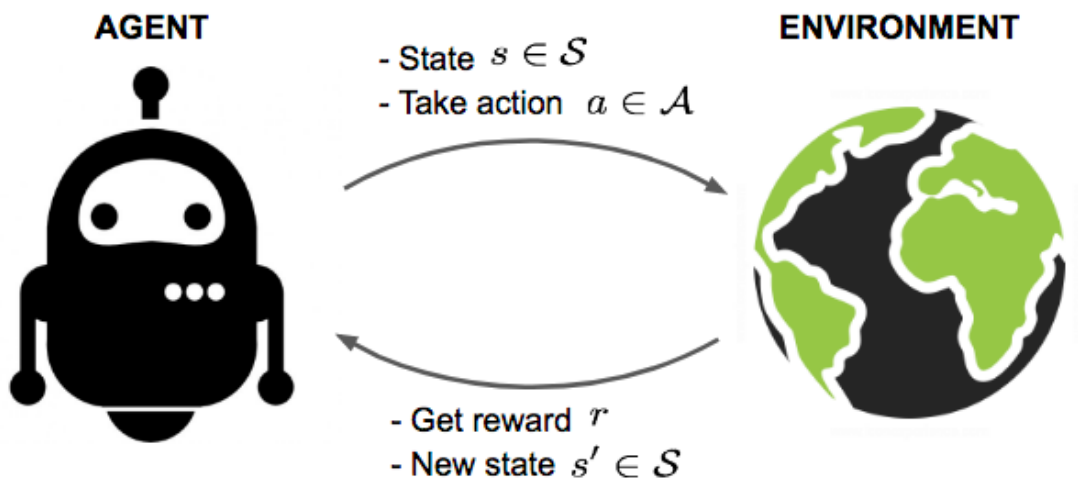 AGENT
ENVIRONMENT
- State s ∈ 𝒮
- Take action a ∈ 𝒜
- Get reward r
- New state s′ ∈ 𝒮